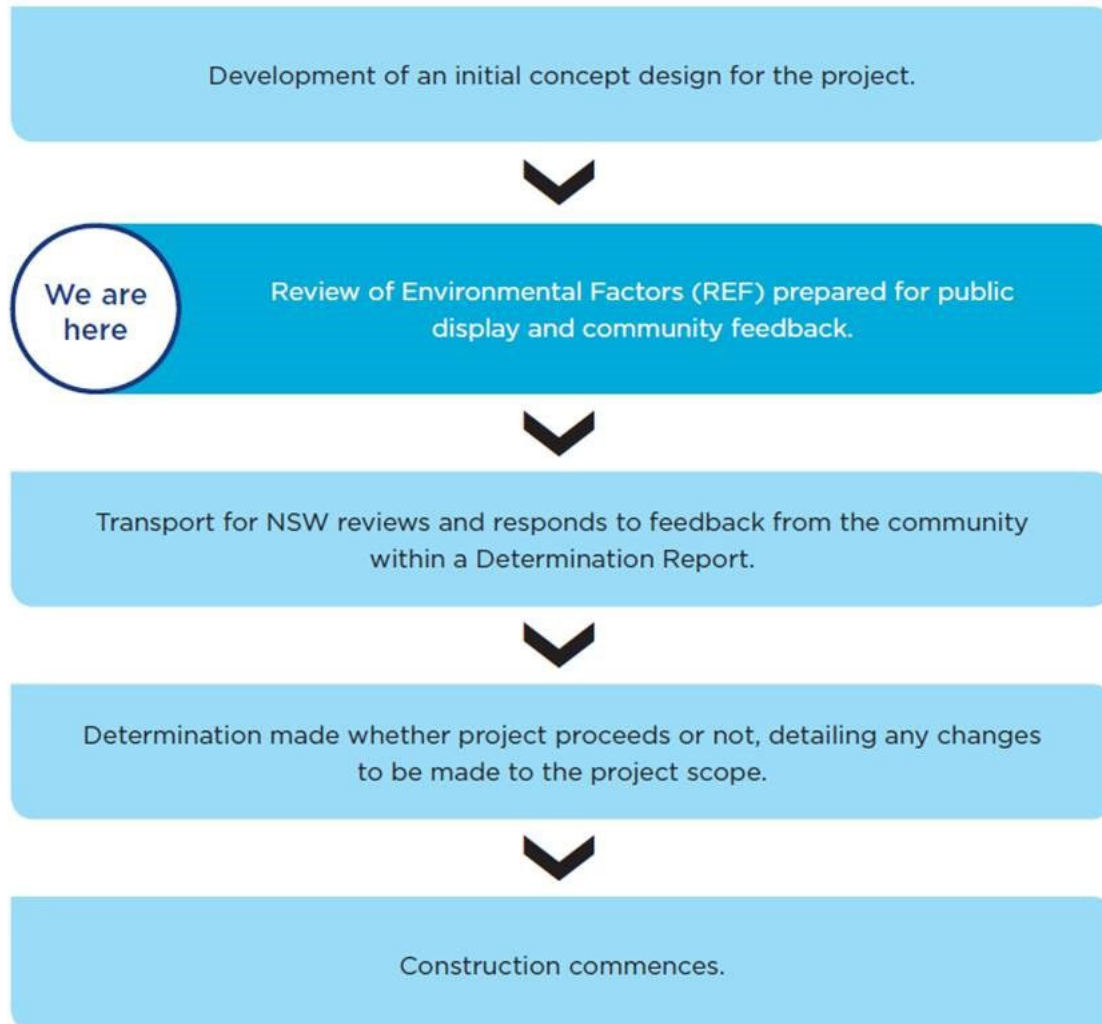 Development of an initial concept design for the project.
We are
here
Review of Environmental Factors (REF) prepared for public
display and community feedback.
Transport for NSW reviews and responds to feedback from the community
within a Determination Report.
Determination made whether project proceeds or not, detailing any changes
to be made to the project scope.
Construction commences.